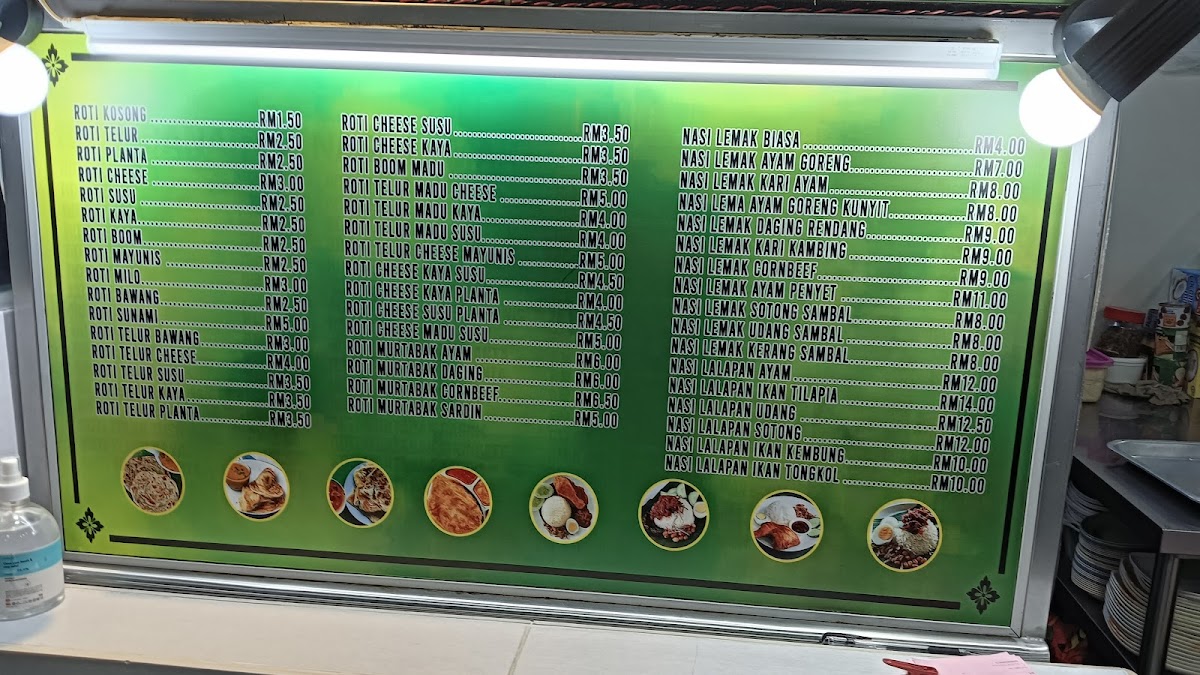 ROTI KOSONG ........................RM1.50
ROTI TELUR ........................RM2.50
ROTI PLANTA ........................RM2.50
ROTI CHEESE ........................RM3.00
ROTI SUSU ........................RM2.50
ROTI KAYA........................RM2.50
ROTI BOOM........................RM2.50
ROTI MAYUNIS ........................RM2.50
ROTI MILO........................RM3.00
ROTI BAWANG ........................RM2.50
ROTI SUNAMI ........................RM5.00
ROTI TELUR BAWANG........................RM3.00
ROTI TELUR CHEESE........................RM4.00
ROTI TELUR SUSU........................RM3.50
ROTI TELUR KAYA........................RM3.50
ROTI TELUR PLANTA........................RM3.50
ROTI CHEESE SUSU........................RM3.50
ROTI CHEESE KAYA ........................RM3.50
ROTI BOOM MADU ........................RM3.50
ROTI TELUR MADU CHEESE ........................RM5.00
ROTI TELUR MADU KAYA........................RM4.00
ROTI TELUR MADU SUSU........................RM4.00
ROTI TELUR CHEESE MAYUNIS ........................RM5.00
ROTI CHEESE KAYA SUSU........................RM4.50
ROTI CHEESE KAYA PLANTA ........................RM4.00
ROTI CHEESE SUSU PLANTA ........................RM4.50
ROTI CHEESE MADU SUSU........................RM5.00
ROTI MURTABAK AYAM ........................RM6.00
ROTI MURTABAK DAGING........................RM6.00
ROTI MURTABAK CORNBEEF........................RM6.50
ROTI MURTABAK SARDIN ........................RM5.00
NASI LEMAK BIASA ........................RM4.00
NASI LEMAK AYAM GORENG........................RM7.00
NASI LEMAK KARI AYAM........................RM8.00
NASI LEMA AYAM GORENG KUNYIT........................RM8.00
NASI LEMAK DAGING RENDANG........................RM9.00
NASI LEMAK KARI KAMBING........................RM9.00
NASI LEMAK CORNBEEF........................RM9.00
NASI LEMAK AYAM PENYET ........................RM11.00
NASI LEMAK SOTONG SAMBAL........................RM8.00
NASI LEMAK UDANG SAMBAL........................RM8.00
NASI LEMAK KERANG SAMBAL........................RM8.00
NASI LALAPAN AYAM ........................RM12.00
NASI LALAPAN IKAN TILAPIA ........................RM14.00
NASI LALAPAN UDANG ........................RM12.50
NASI LALAPAN SOTONG........................RM12.00
NASI LALAPAN IKAN KEMBUNG ........................RM10.00
NASI LALAPAN IKAN TONGKOL ........................RM10.00